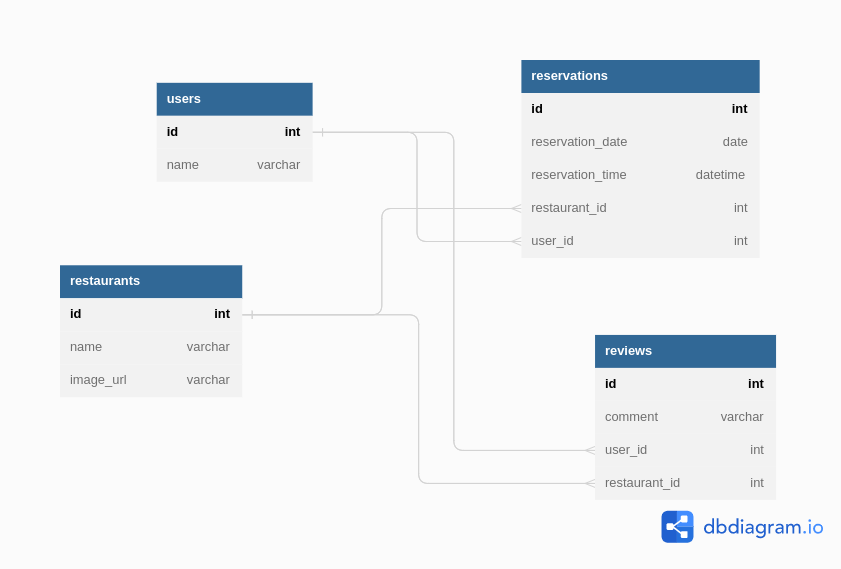 users
id int
name varchar
restaurants
id int
name varchar
image_url varchar
reservations
id int
reservation_date date
reservation_time datetime
restaurant_id int
user_id int
reviews
id int
comment varchar
user_id int
restaurant_id int
dbdiagram.io